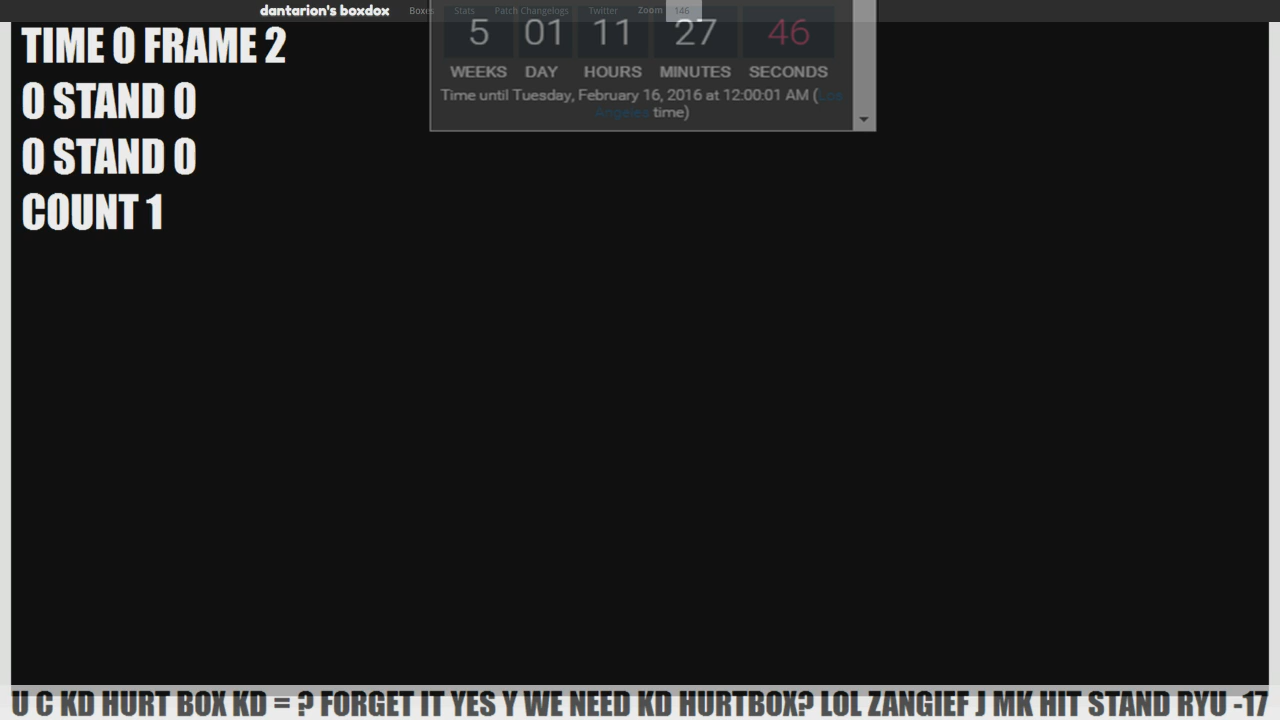 dantarion's boxdox Boxes Stats Patch Changelogs Twitter Zoom 146
TIME 0 FRAME 2
0 STAND 0
0 STAND 0
COUNT 1
5 01 11 27 46
WEEKS DAY HOURS MINUTES SECONDS
Time until Tuesday, February 16, 2016 at 12:00:01 AM (Los
Angeles time)
U C KD HURT BOX KD = ? FORGET IT YES Y WE NEED KD HURTBOX? LOL ZANGIEF J MK HIT STAND RYU -17